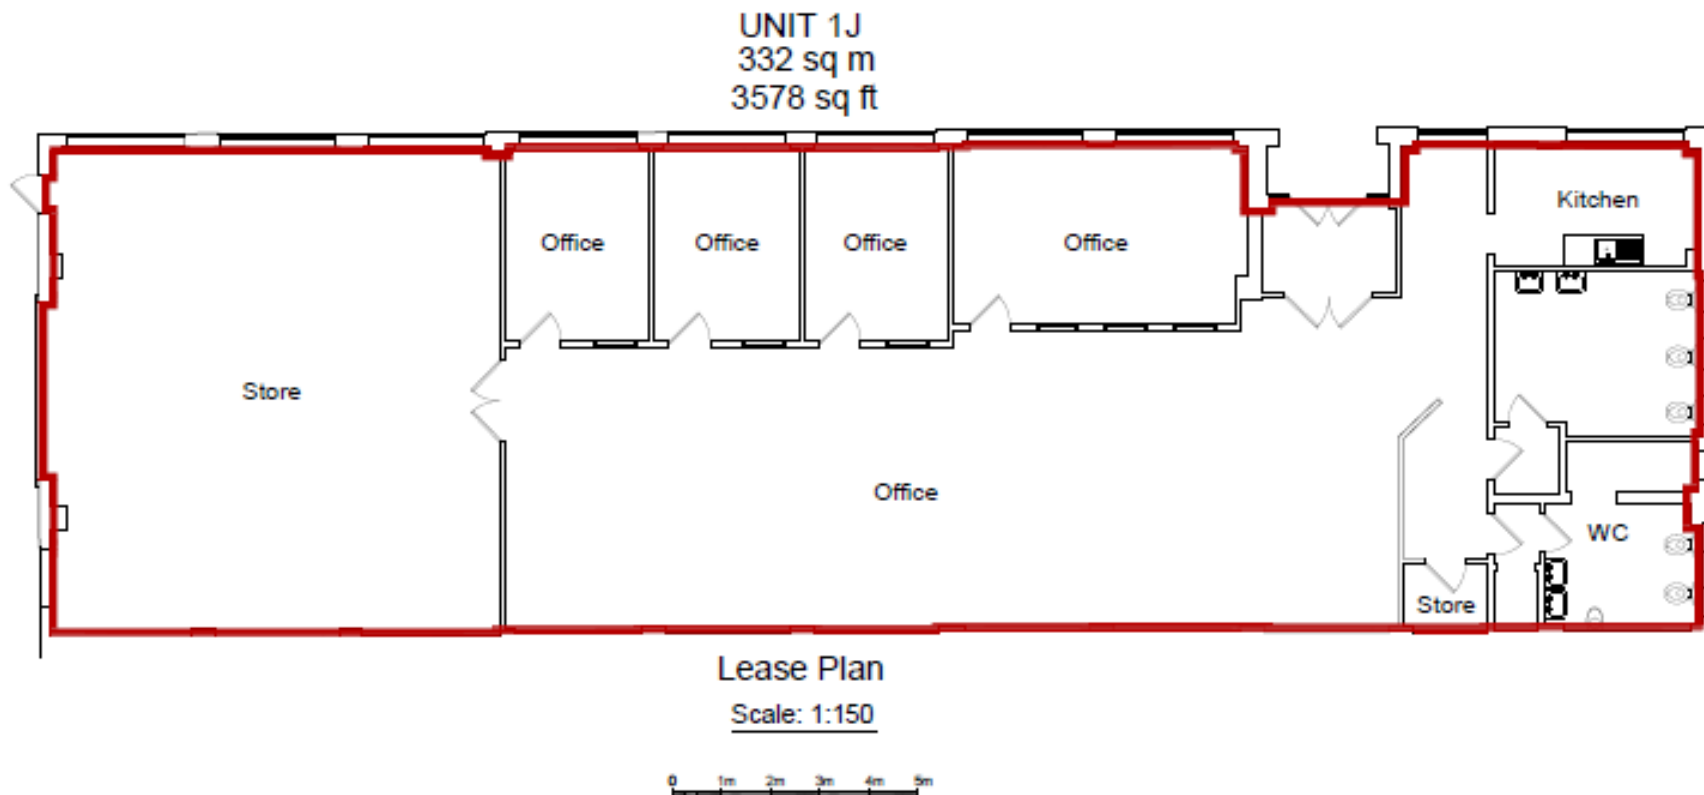 UNIT 1J
332 sq m
3578 sq ft
Kitchen
Office
Office
Office
Office
Store
Office
WC
Store
Lease Plan
Scale: 1:150
0 1m 2m 3m 4m 5m